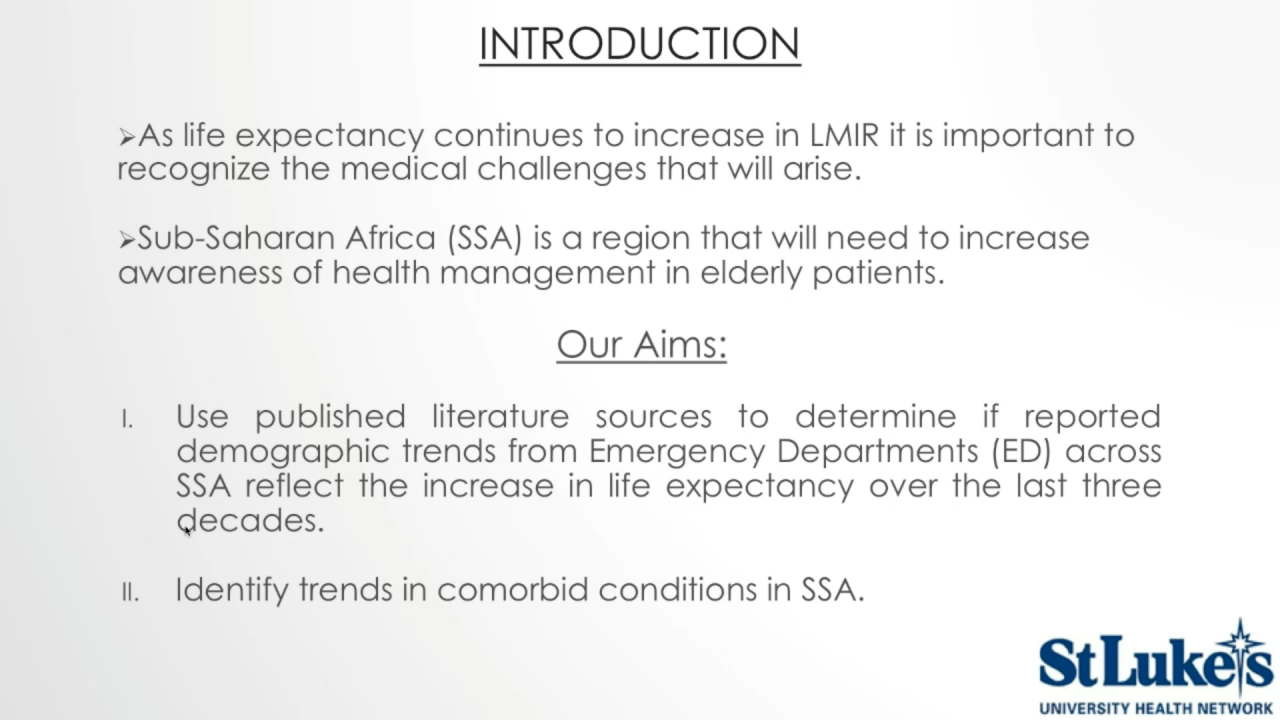 INTRODUCTION
➢As life expectancy continues to increase in LMIR it is important to
recognize the medical challenges that will arise.
➢Sub-Saharan Africa (SSA) is a region that will need to increase
awareness of health management in elderly patients.
Our Aims:
I. Use published literature sources to determine if reported
demographic trends from Emergency Departments (ED) across
SSA reflect the increase in life expectancy over the last three
decades.
II. Identify trends in comorbid conditions in SSA.
StLuke's
UNIVERSITY HEALTH NETWORK